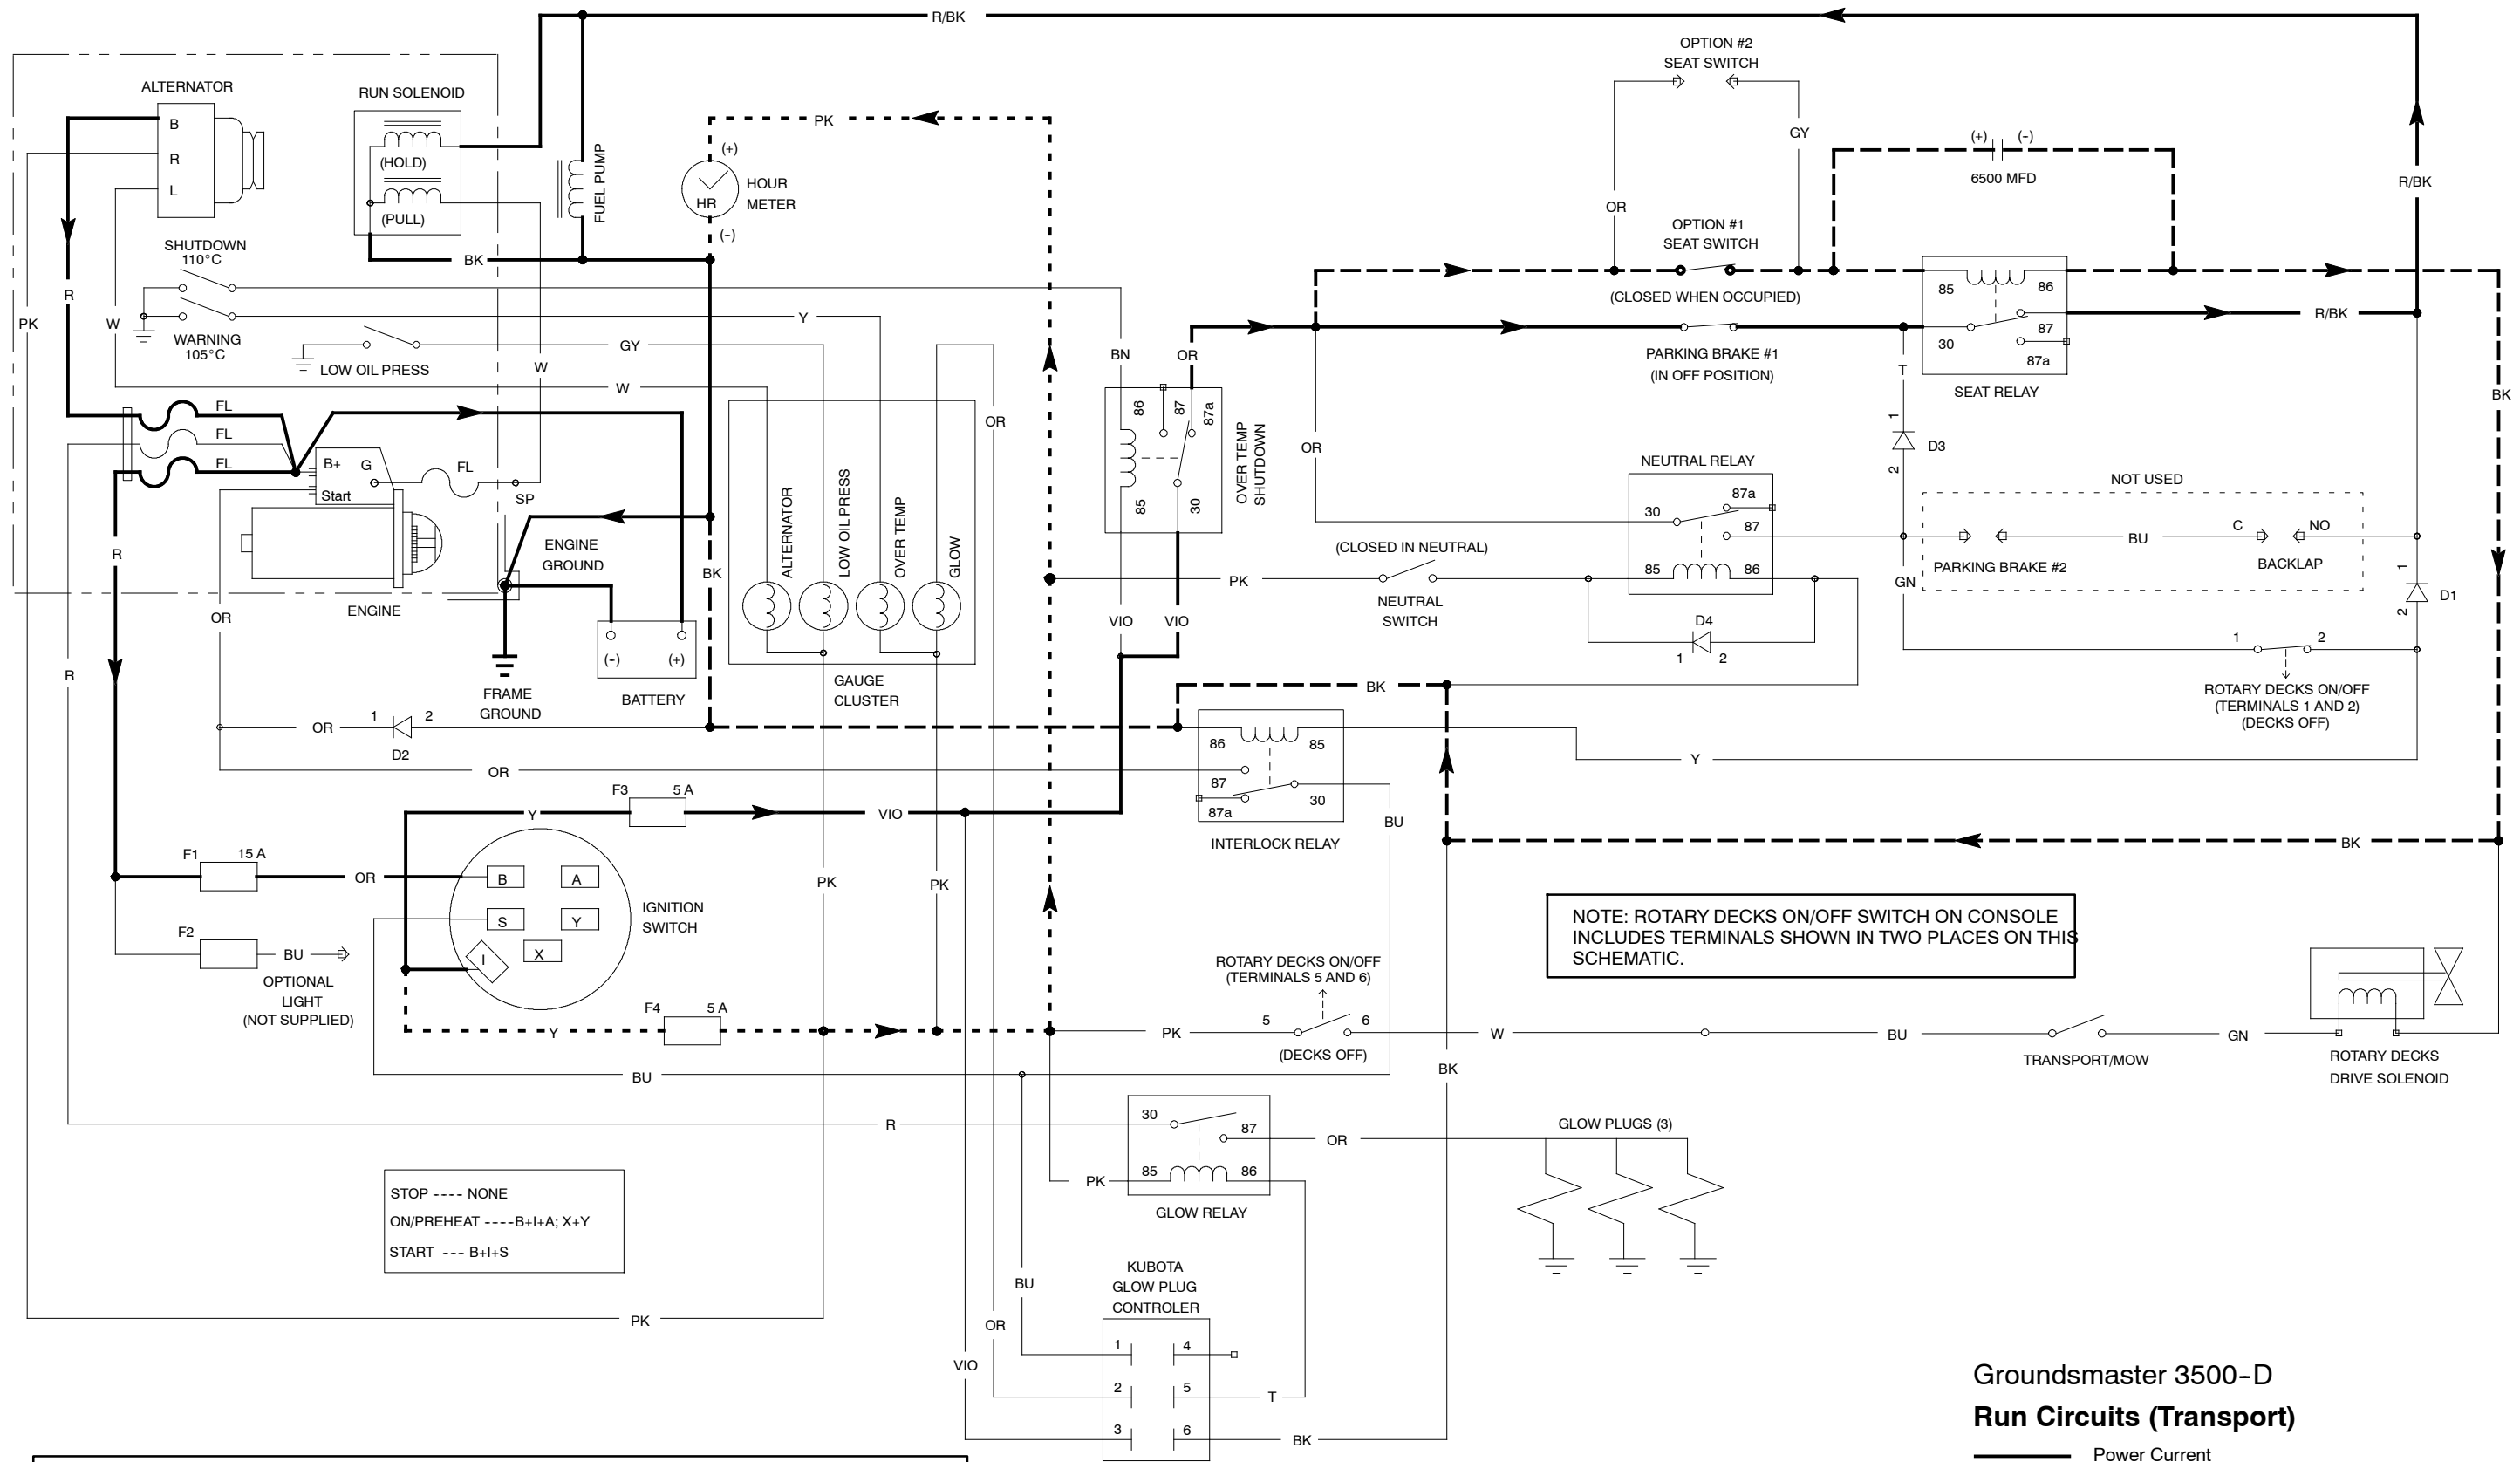 R/BK
OPTION #2
SEAT SWITCH
ALTERNATOR
RUN SOLENOID
B
R
L
(HOLD)
(PULL)
FUEL PUMP
PK
(+)
HR
HOUR
METER
(-)
GY
OR
(+)
(-)
6500 MFD
R/BK
OPTION #1
SEAT SWITCH
(CLOSED WHEN OCCUPIED)
85
86
87
30
87a
SEAT RELAY
R/BK
SHUTDOWN
110°C
BK
R
PK
W
WARNING
105°C
Y
LOW OIL PRESS
GY
W
W
BN
OR
PARKING BRAKE #1
(IN OFF POSITION)
T
BK
86
87
87a
85
30
OVER TEMP
SHUTDOWN
OR
OR
1
D3
2
FL
FL
FL
B+
G
Start
FL
SP
ENGINE
ENGINE
GROUND
BK
ALTERNATOR
LOW OIL PRESS
OVER TEMP
GLOW
GAUGE
CLUSTER
NEUTRAL RELAY
87a
30
87
85
86
NOT USED
C
NO
BU
PARKING BRAKE #2
BACKLAP
(CLOSED IN NEUTRAL)
PK
NEUTRAL
SWITCH
D4
1
2
GN
1
D1
2
R
OR
VIO
VIO
(-)
(+)
BATTERY
FRAME
GROUND
R
1
2
ROTARY DECKS ON/OFF
(TERMINALS 1 AND 2)
(DECKS OFF)
BK
OR
1
2
D2
OR
86
85
87
87a
30
INTERLOCK RELAY
Y
F3
5 A
Y
VIO
BU
BK
F1
15 A
OR
B
A
S
Y
X
I
IGNITION
SWITCH
PK
PK
F2
BU
OPTIONAL
LIGHT
(NOT SUPPLIED)
NOTE: ROTARY DECKS ON/OFF SWITCH ON CONSOLE
INCLUDES TERMINALS SHOWN IN TWO PLACES ON THIS
SCHEMATIC.
ROTARY DECKS ON/OFF
(TERMINALS 5 AND 6)
F4
5 A
Y
PK
5
6
(DECKS OFF)
W
BU
TRANSPORT/MOW
GN
ROTARY DECKS
DRIVE SOLENOID
BU
BK
R
30
87
85
86
PK
GLOW RELAY
OR
GLOW PLUGS (3)
STOP ---- NONE
ON/PREHEAT ----B+I+A; X+Y
START --- B+I+S
BU
KUBOTA
GLOW PLUG
CONTROLER
PK
OR
VIO
1
4
2
5
3
6
T
BK
Groundsmaster 3500-D
Run Circuits (Transport)
Power Current